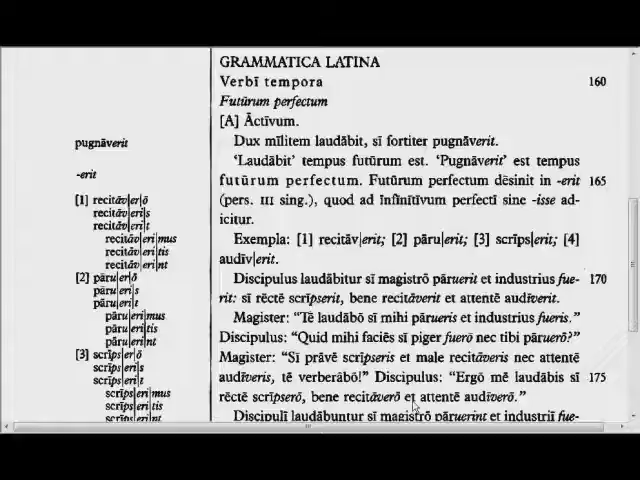 GRAMMATICA LATINA
Verbī tempora 160
Futūrum perfectum
[A] Āctīvum.
Dux mīlitem laudābit, sī fortiter pugnāverit.
'Laudābit' tempus futūrum est. 'Pugnāverit' est tempus
futūrum perfectum. Futūrum perfectum dēsinit in -erit 165
(pers. III sing.), quod ad īnfīnītīvum perfectī sine -isse ad-
icitur.
Exempla: [1] recitāv|erit; [2] pāru|erit; [3] scrīps|erit; [4]
audīv|erit.
Discipulus laudābitur sī magistrō pāruerit et industrius fue- 170
rit: sī rēctē scrīpserit, bene recitāverit et attentē audīverit.
Magister: "Tē laudābō sī mihi pārueris et industrius fueris."
Discipulus: "Quid mihi faciēs sī piger fuerō nec tibi pāruerō?"
Magister: "Sī prāvē scrīpseris et male recitāveris nec attentē
audīveris, tē verberābō!" Discipulus: "Ergō mē laudābis sī 175
rēctē scrīpserō, bene recitāverō et attentē audīverō."
Discipulī laudābuntur sī magistrō pāruerint et industriī fue-
pugnāverit
-erit
[1] recitāv|er|ō
recitāv|eri|s
recitāv|eri|t
recitāv|eri|mus
recitāv|eri|tis
recitāv|eri|nt
[2] pāru|er|ō
pāru|eri|s
pāru|eri|t
pāru|eri|mus
pāru|eri|tis
pāru|eri|nt
[3] scrīps|er|ō
scrīps|eri|s
scrīps|eri|t
scrīps|eri|mus
scrīps|eri|tis
scrīps|eri|nt